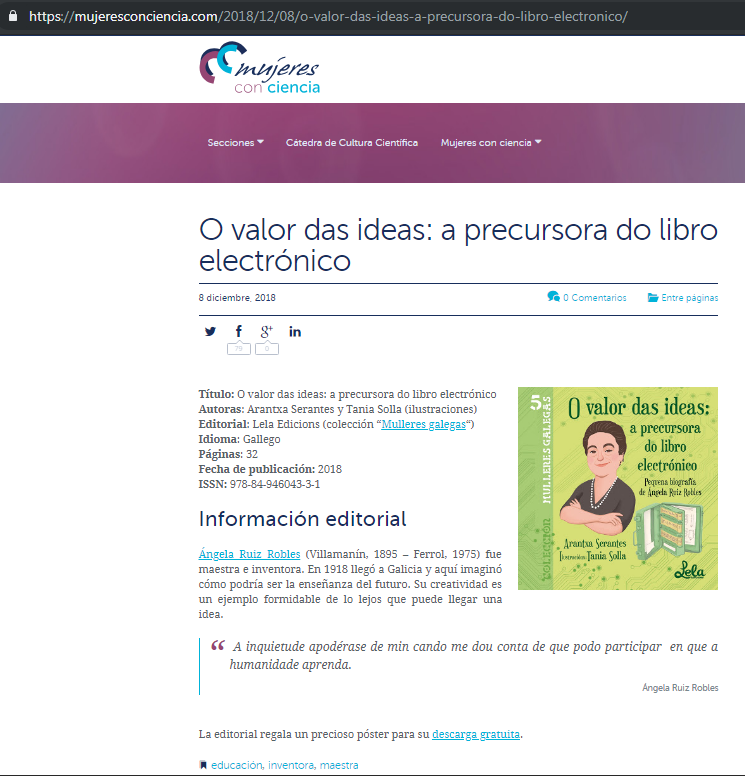 https://mujeresconciencia.com/2018/12/08/o-valor-das-ideas-a-precursora-do-libro-electronico/
mujeres
con ciencia
Secciones
Cátedra de Cultura Científica
Mujeres con ciencia
O valor das ideas: a precursora do libro
electrónico
8 diciembre, 2018
0 Comentarios
Entre páginas
79
0
Título: O valor das ideas: a precursora do libro electrónico
Autoras: Arantxa Serantes y Tania Solla (ilustraciones)
Editorial: Lela Edicions (colección “Mulleres galegas“)
Idioma: Gallego
Páginas: 32
Fecha de publicación: 2018
ISSN: 978-84-946043-3-1
5
COLECCIÓN MULLERES GALEGAS
O valor das ideas:
a precursora
do libro
electrónico
Pequena biografía
de Ángela Ruiz Robles
Arantxa Serantes
Ilustración: Tania Solla
Lela
Información editorial
Ángela Ruiz Robles (Villamanín, 1895 – Ferrol, 1975) fue
maestra e inventora. En 1918 llegó a Galicia y aquí imaginó
cómo podría ser la enseñanza del futuro. Su creatividad es
un ejemplo formidable de lo lejos que puede llegar una
idea.
“ A inquietude apodérase de min cando me dou conta de que podo participar en que a
humanidade aprenda.
Ángela Ruiz Robles
La editorial regala un precioso póster para su descarga gratuita.
educación, inventora, maestra